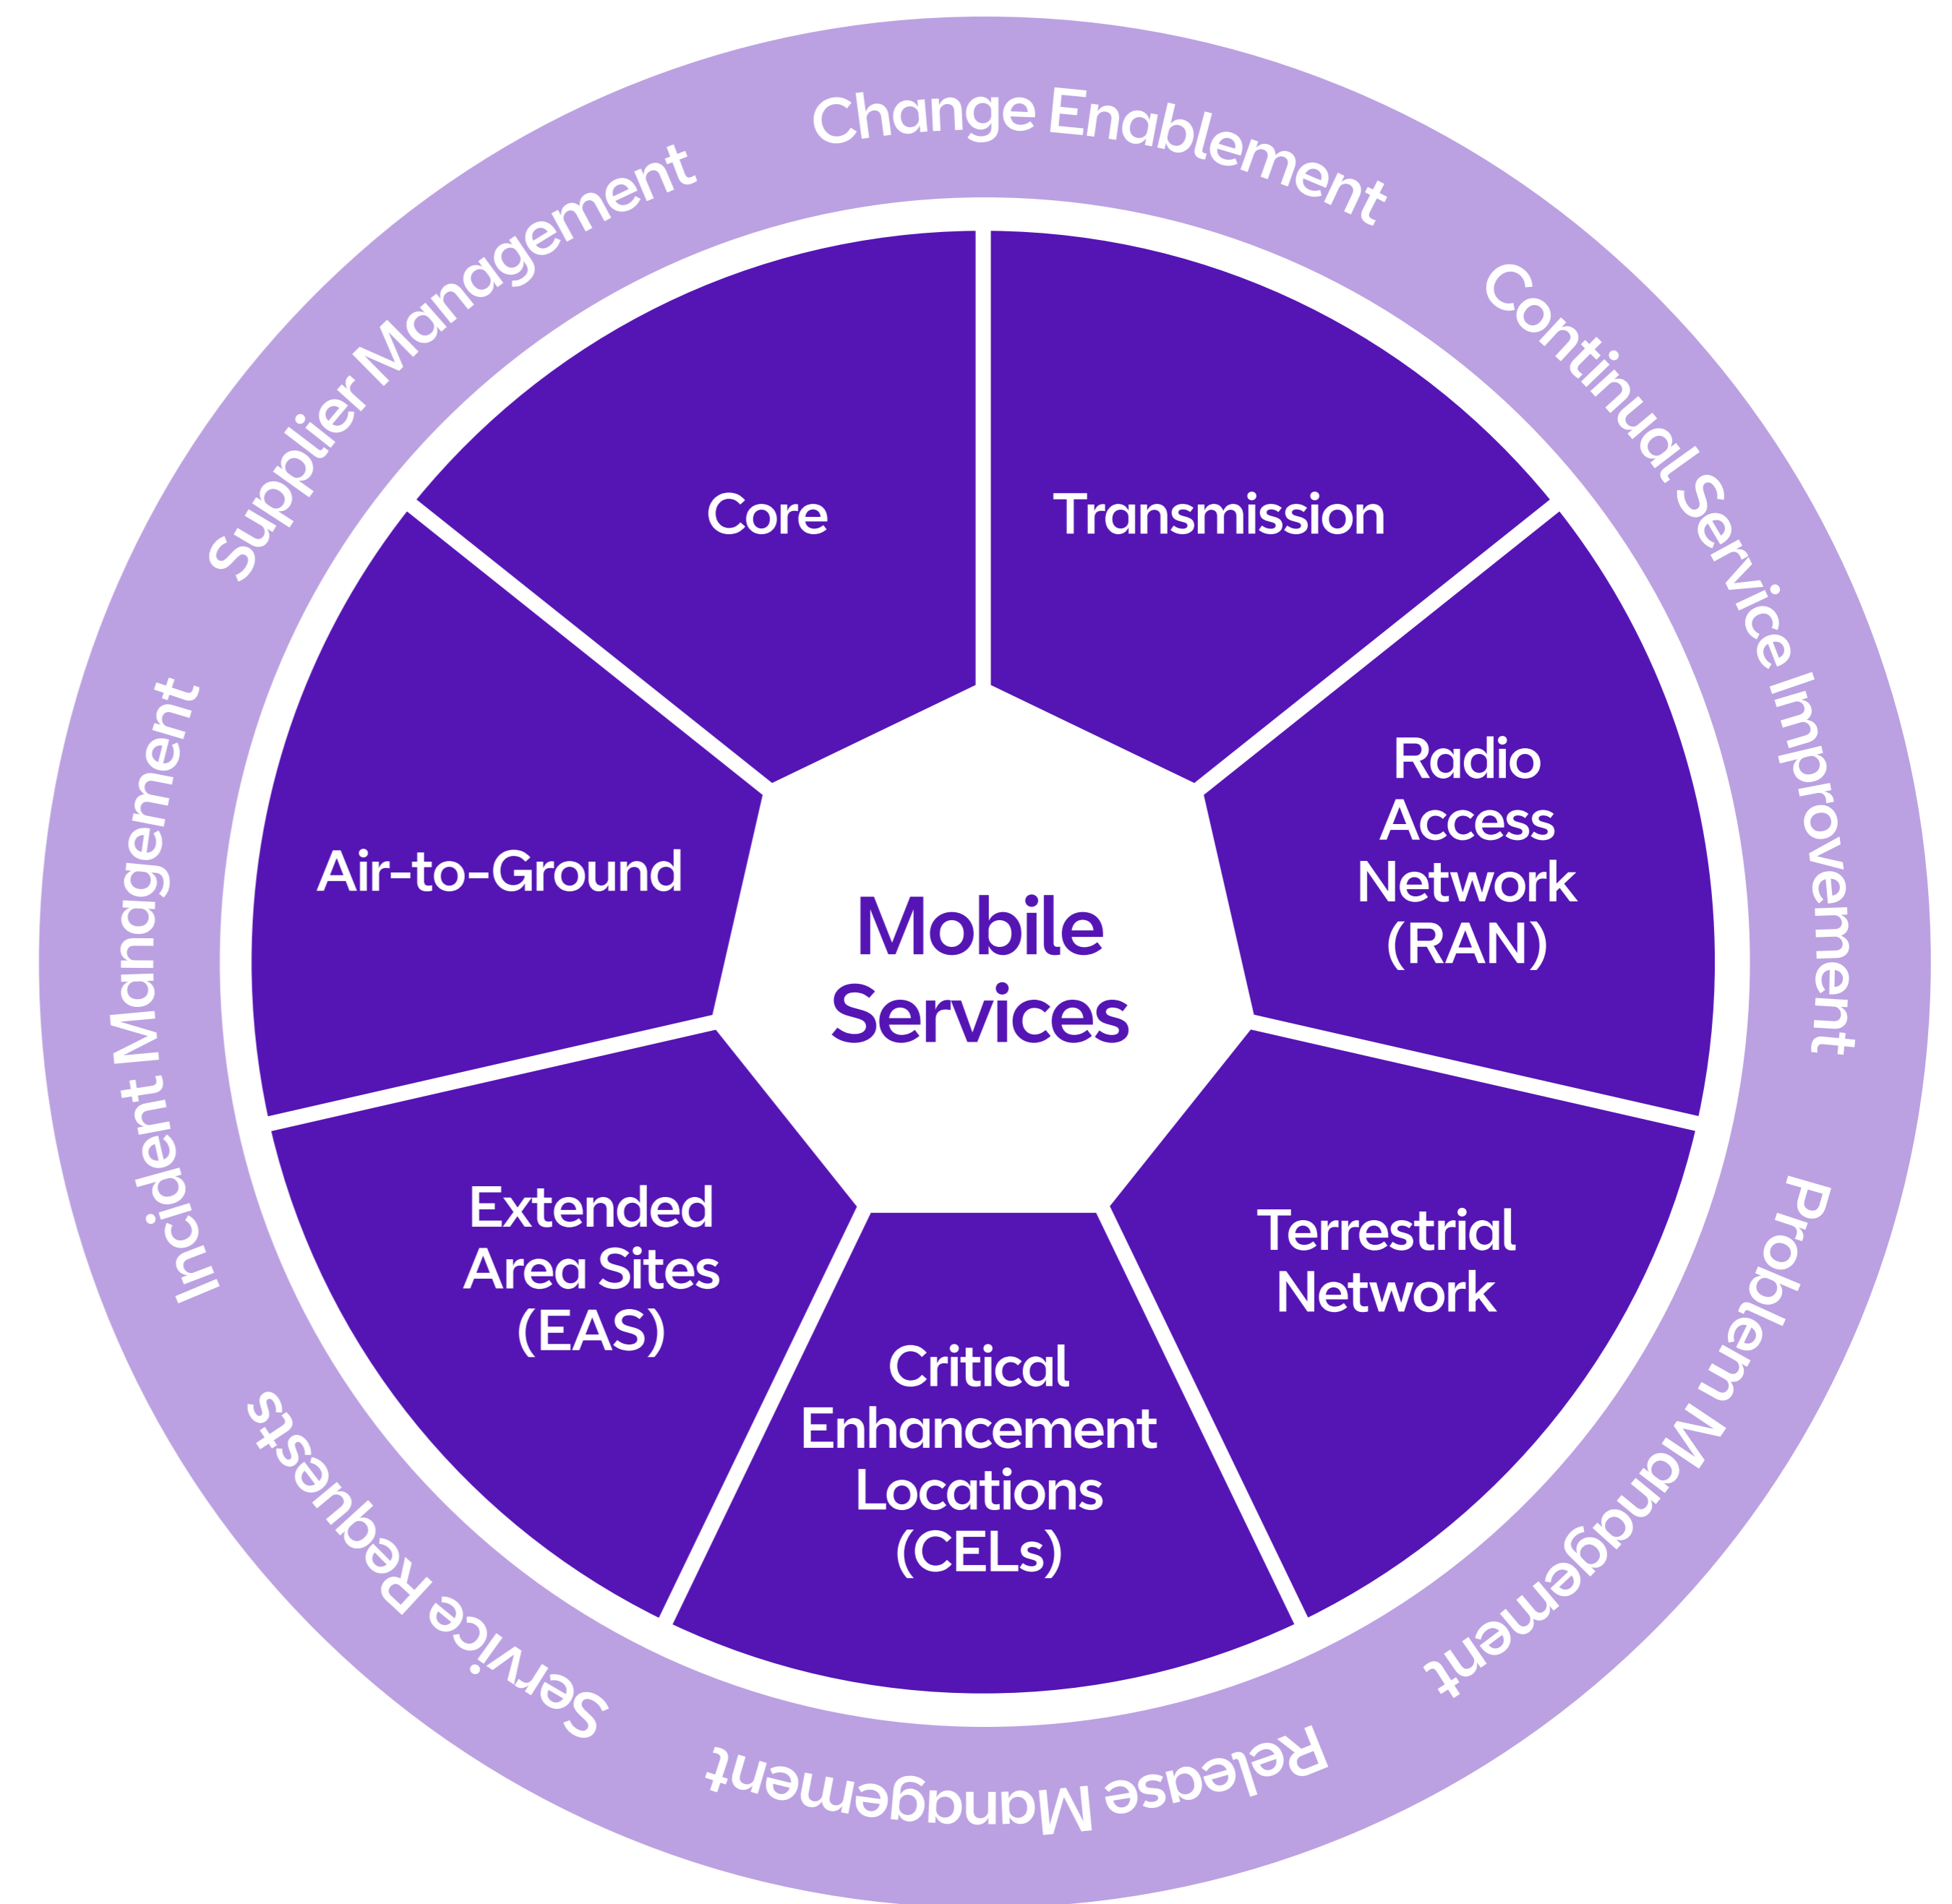 Change Enablement
Continual Service Improvement
Problem Management
Release Management
Service Requests
Incident Management
Supplier Management
Core
Transmission
Radio
Access
Network
(RAN)
Terrestrial
Network
Critical
Enhancement
Locations
(CELs)
Extended
Area Sites
(EAS)
Air-to-Ground
Mobile
Services